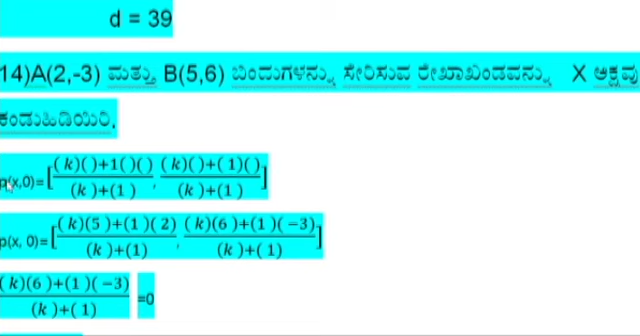 d = 39
14)A(2,-3) ಮತ್ತು B(5,6) ಬಿಂದುಗಳನ್ನು ಸೇರಿಸುವ ರೇಖಾಖಂಡವನ್ನು X ಅಕ್ಷವು
ಕಂಡುಹಿಡಿಯಿರಿ.
p(x,0)=[((k)()+1()())/((k)+(1)), ((k)()+(1)())/((k)+(1))]
p(x, 0)=[((k)(5)+(1)(2))/((k)+(1)), ((k)(6)+(1)(−3))/((k)+(1))]
((k)(6)+(1)(−3))/((k)+(1)) =0